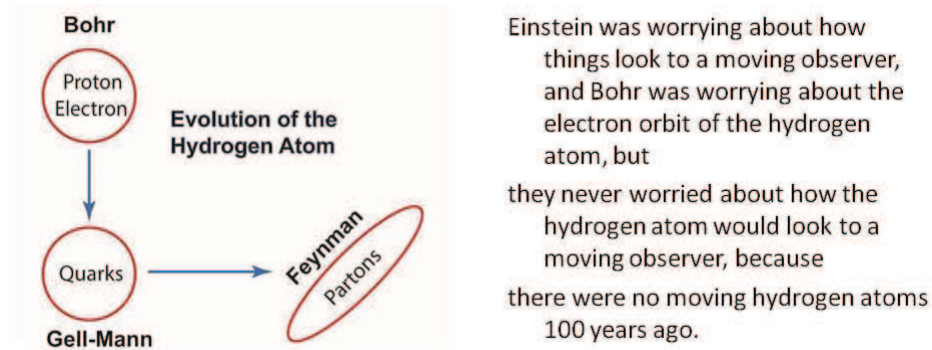 Bohr
Proton
Electron
Evolution of the
Hydrogen Atom
Quarks
Gell-Mann
Feynman
Partons
Einstein was worrying about how
things look to a moving observer,
and Bohr was worrying about the
electron orbit of the hydrogen
atom, but
they never worried about how the
hydrogen atom would look to a
moving observer, because
there were no moving hydrogen atoms
100 years ago.